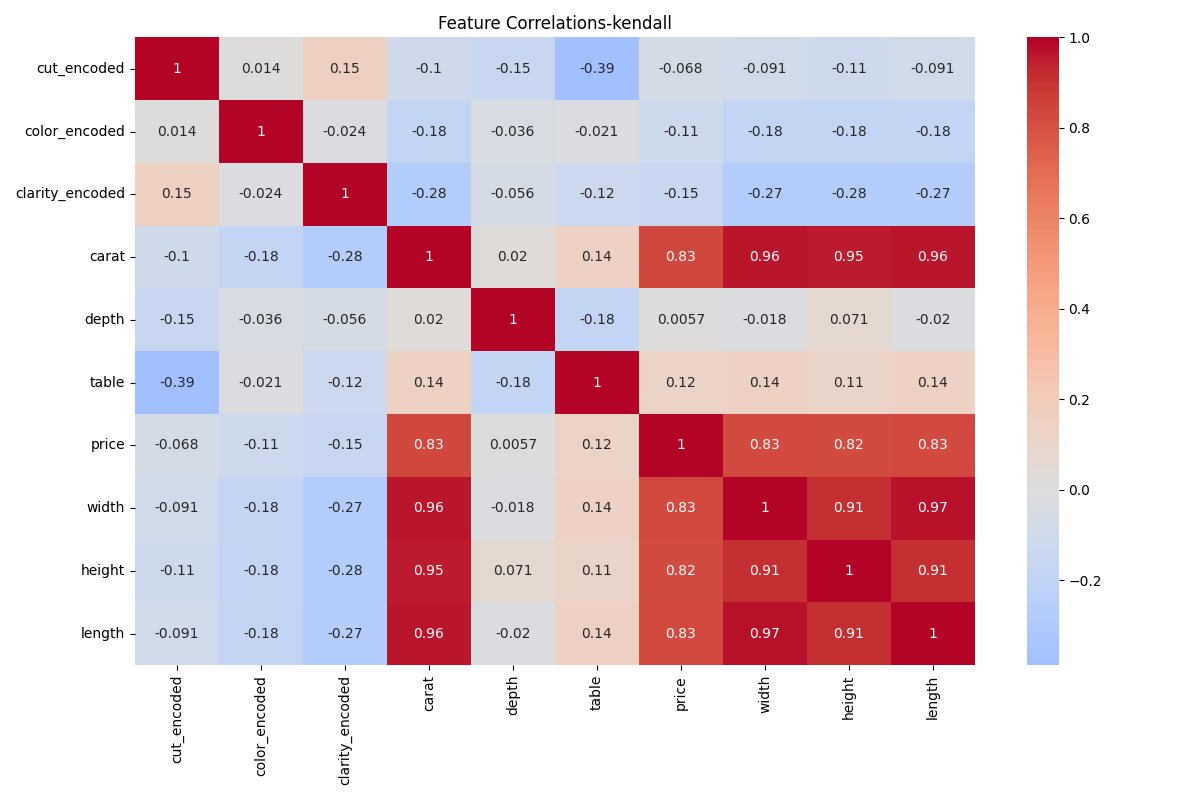 Feature Correlations-kendall
cut_encoded 1 0.014 0.15 -0.1 -0.15 -0.39 -0.068 -0.091 -0.11 -0.091
color_encoded 0.014 1 -0.024 -0.18 -0.036 -0.021 -0.11 -0.18 -0.18 -0.18
clarity_encoded 0.15 -0.024 1 -0.28 -0.056 -0.12 -0.15 -0.27 -0.28 -0.27
carat -0.1 -0.18 -0.28 1 0.02 0.14 0.83 0.96 0.95 0.96
depth -0.15 -0.036 -0.056 0.02 1 -0.18 0.0057 -0.018 0.071 -0.02
table -0.39 -0.021 -0.12 0.14 -0.18 1 0.12 0.14 0.11 0.14
price -0.068 -0.11 -0.15 0.83 0.0057 0.12 1 0.83 0.82 0.83
width -0.091 -0.18 -0.27 0.96 -0.018 0.14 0.83 1 0.91 0.97
height -0.11 -0.18 -0.28 0.95 0.071 0.11 0.82 0.91 1 0.91
length -0.091 -0.18 -0.27 0.96 -0.02 0.14 0.83 0.97 0.91 1
cut_encoded color_encoded clarity_encoded carat depth table price width height length
1.0
0.8
0.6
0.4
0.2
0.0
−0.2